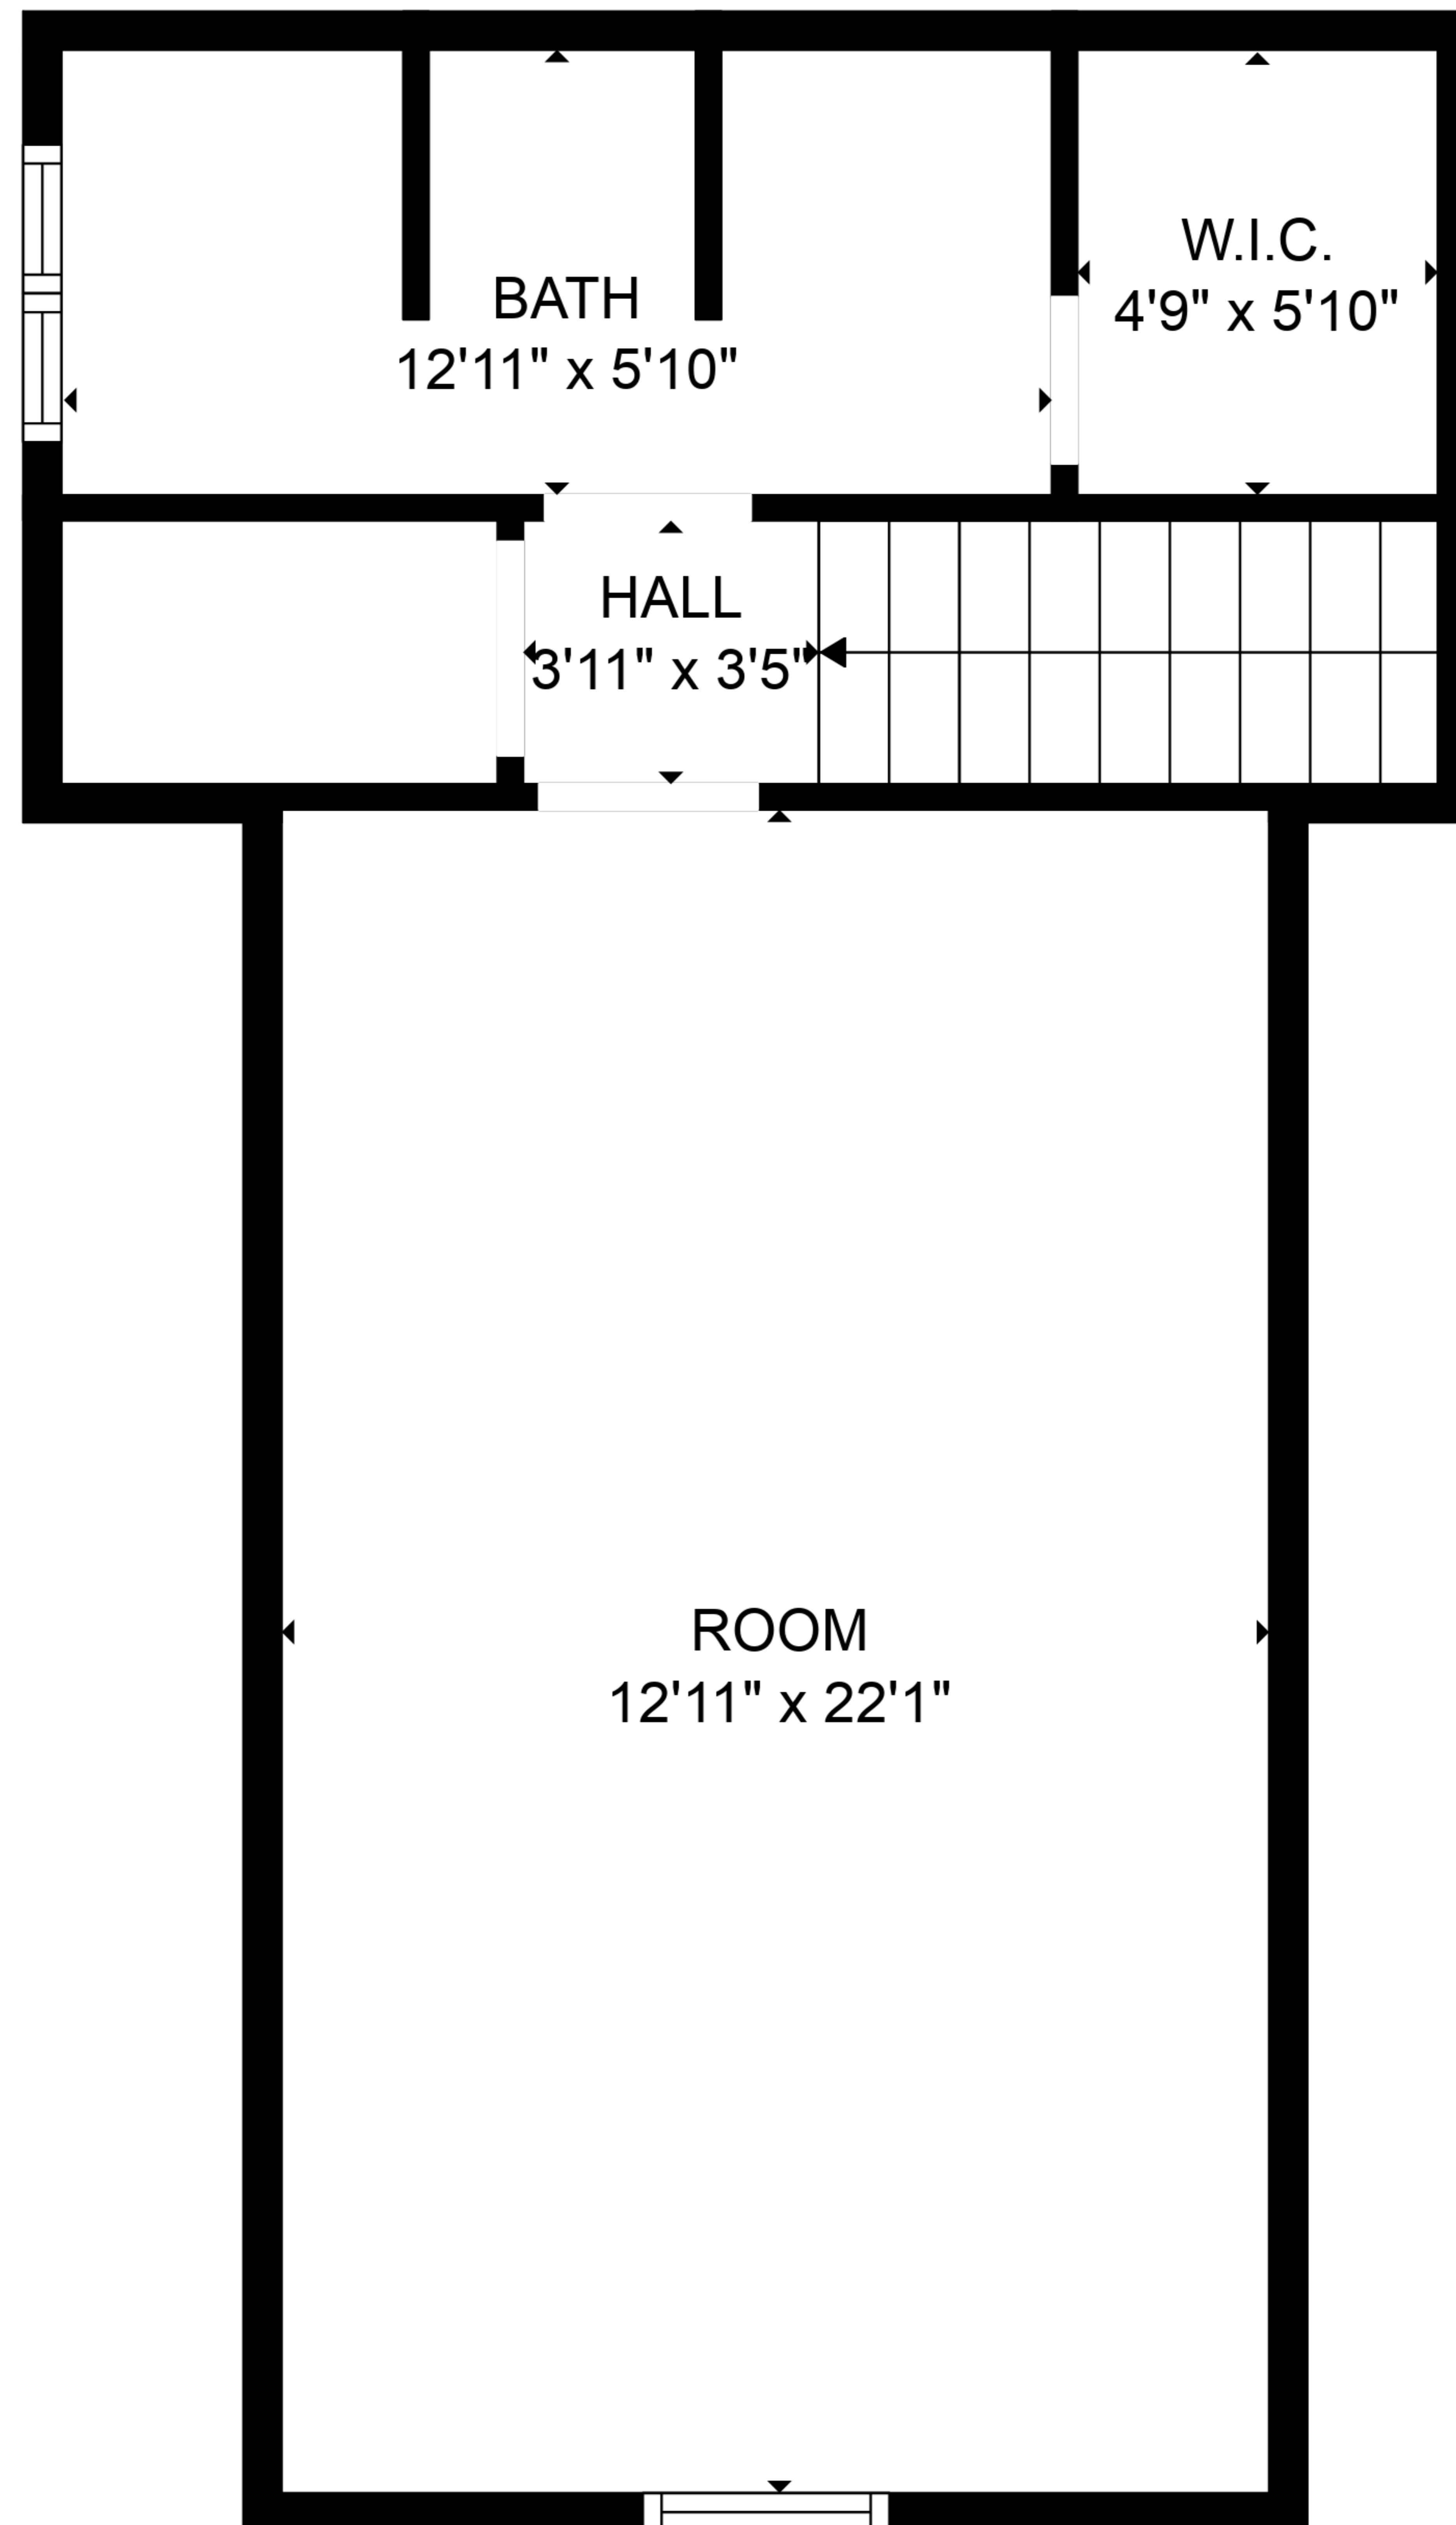 BATH
12'11" x 5'10"
W.I.C.
4'9" x 5'10"
HALL
3'11" x 3'5"
ROOM
12'11" x 22'1"